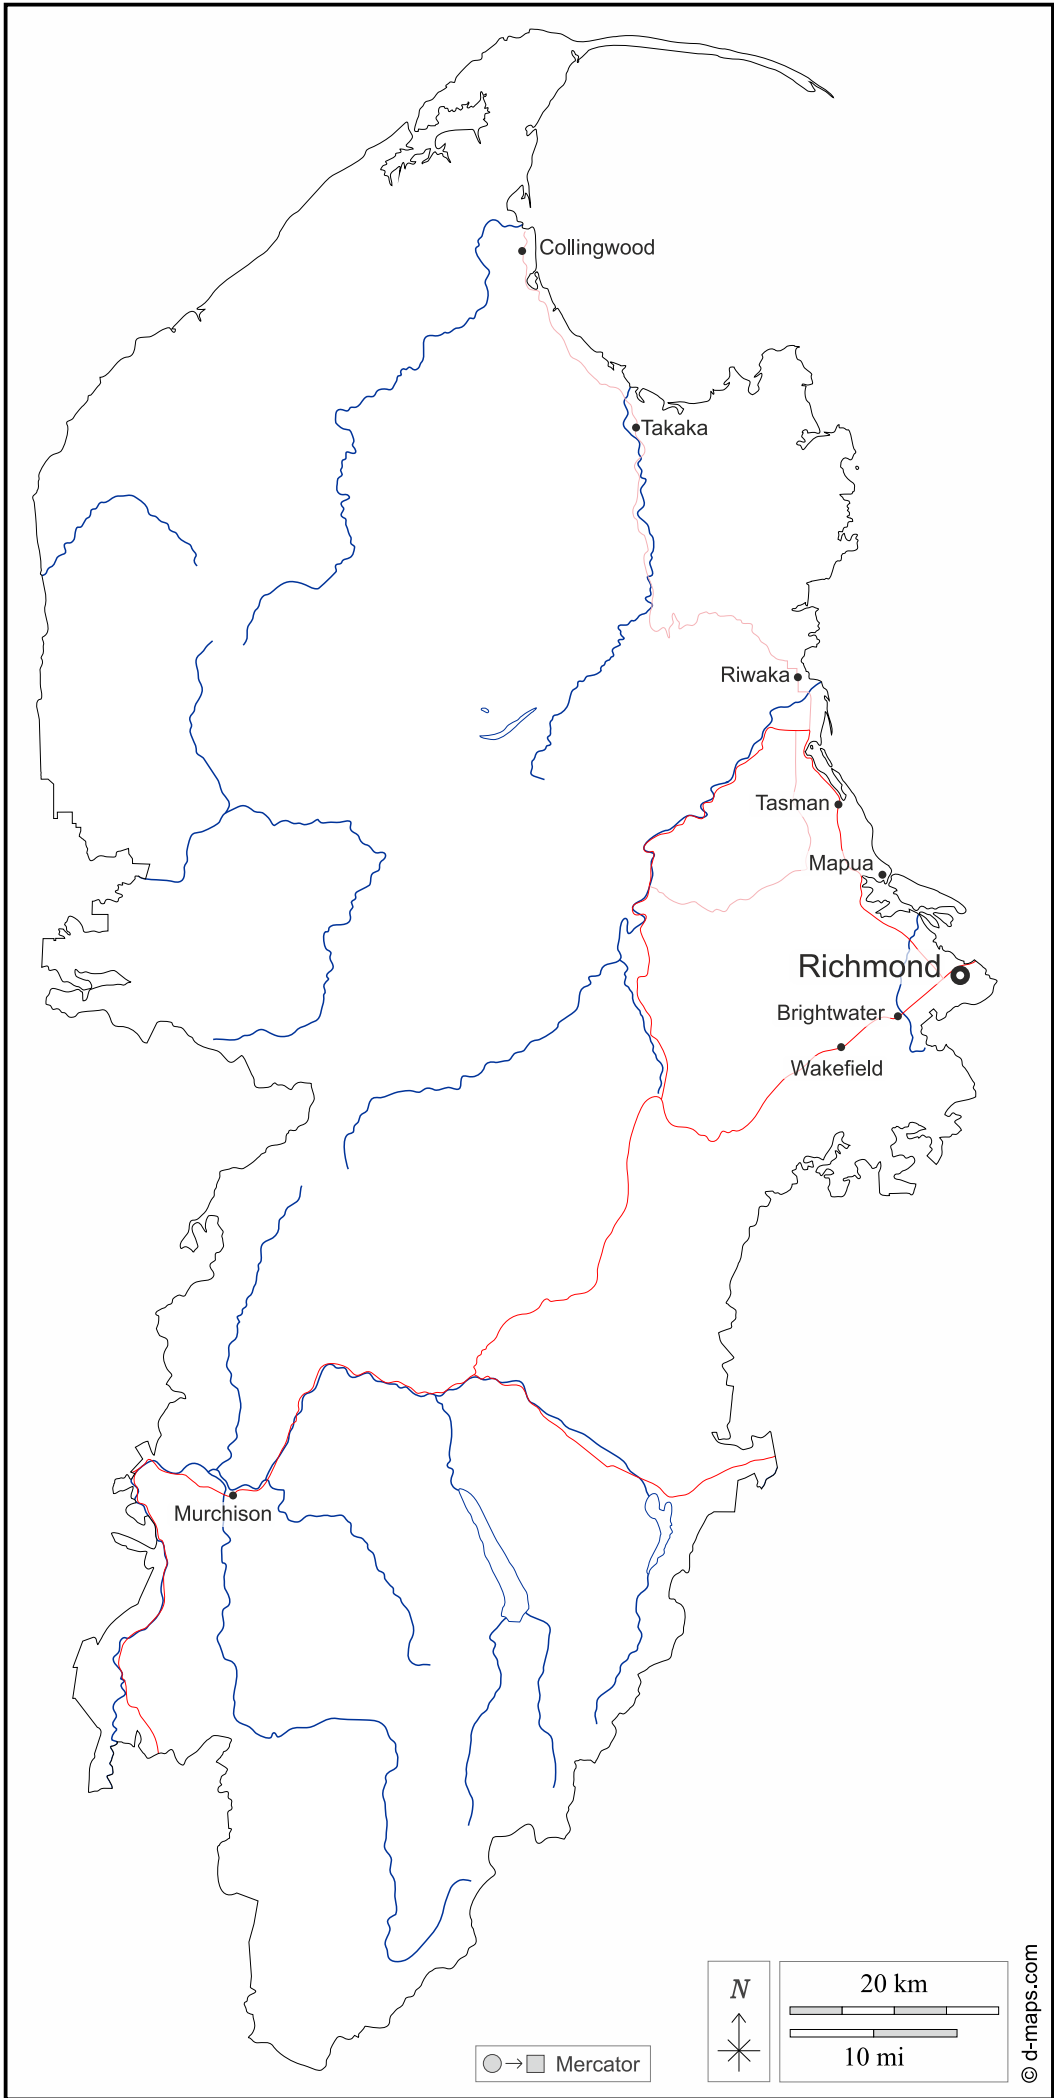 Collingwood
Takaka
Riwaka
Tasman
Mapua
Richmond
Brightwater
Wakefield
Murchison
N
20 km
10 mi
Mercator
© d-maps.com